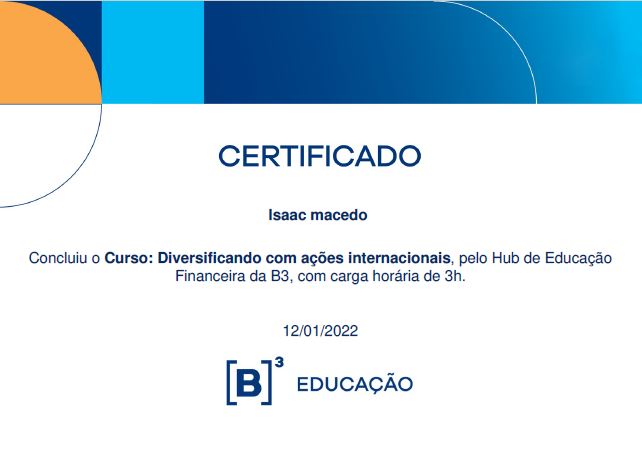 CERTIFICADO
Isaac macedo
Concluiu o Curso: Diversificando com ações internacionais, pelo Hub de Educação
Financeira da B3, com carga horária de 3h.
12/01/2022
[B]³ EDUCAÇÃO